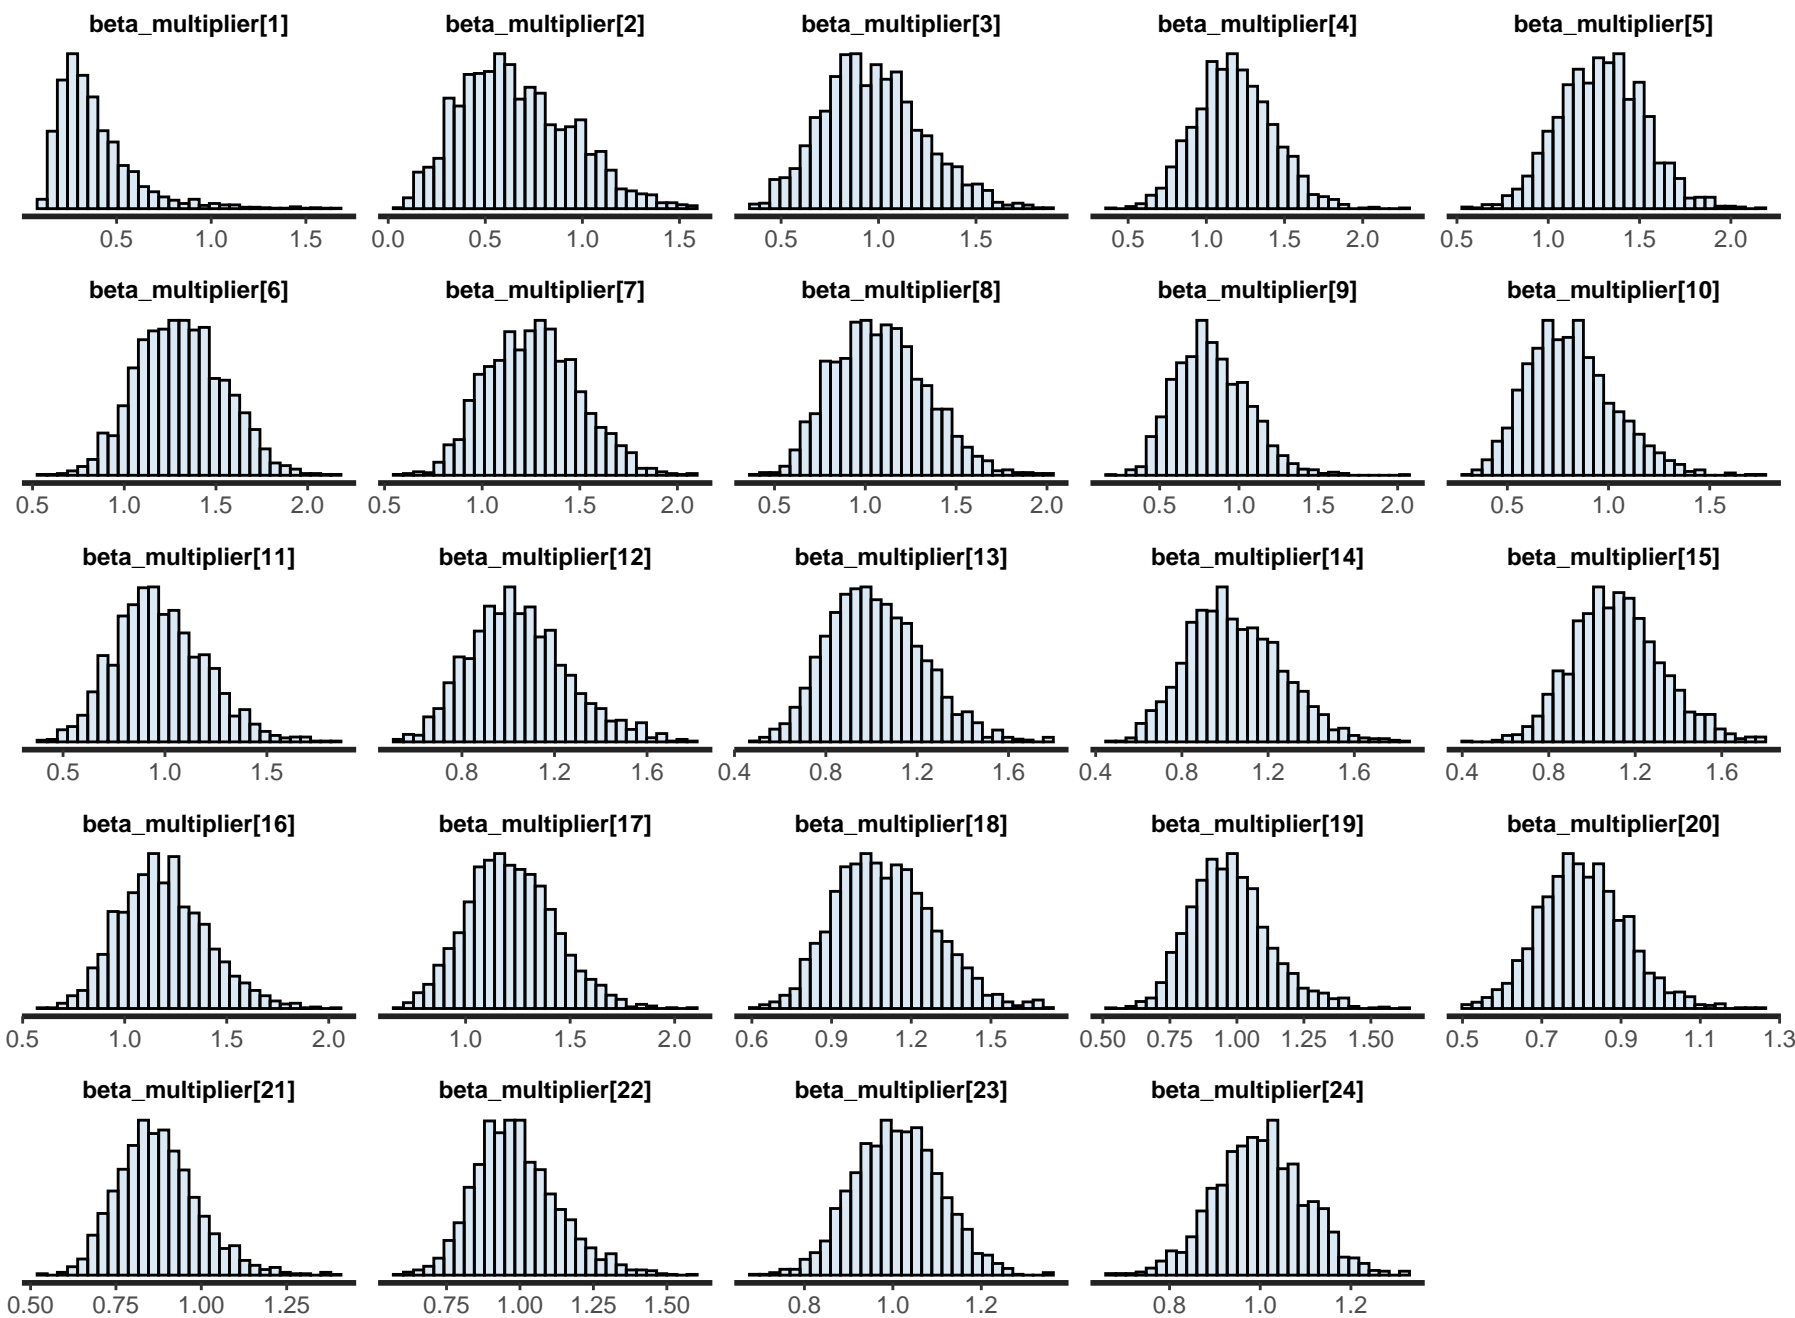 beta_multiplier[1] beta_multiplier[2] beta_multiplier[3] beta_multiplier[4] beta_multiplier[5]
0.5 1.0 1.5 0.0 0.5 1.0 1.5 0.5 1.0 1.5 0.5 1.0 1.5 2.0 0.5 1.0 1.5 2.0
beta_multiplier[6] beta_multiplier[7] beta_multiplier[8] beta_multiplier[9] beta_multiplier[10]
0.5 1.0 1.5 2.0 0.5 1.0 1.5 2.0 0.5 1.0 1.5 2.0 0.5 1.0 1.5 2.0 0.5 1.0 1.5
beta_multiplier[11] beta_multiplier[12] beta_multiplier[13] beta_multiplier[14] beta_multiplier[15]
0.5 1.0 1.5 0.8 1.2 1.6 0.4 0.8 1.2 1.6 0.4 0.8 1.2 1.6 0.4 0.8 1.2 1.6
beta_multiplier[16] beta_multiplier[17] beta_multiplier[18] beta_multiplier[19] beta_multiplier[20]
0.5 1.0 1.5 2.0 1.0 1.5 2.0 0.6 0.9 1.2 1.5 0.50 0.75 1.00 1.25 1.50 0.5 0.7 0.9 1.1 1.3
beta_multiplier[21] beta_multiplier[22] beta_multiplier[23] beta_multiplier[24]
0.50 0.75 1.00 1.25 0.75 1.00 1.25 1.50 0.8 1.0 1.2 0.8 1.0 1.2